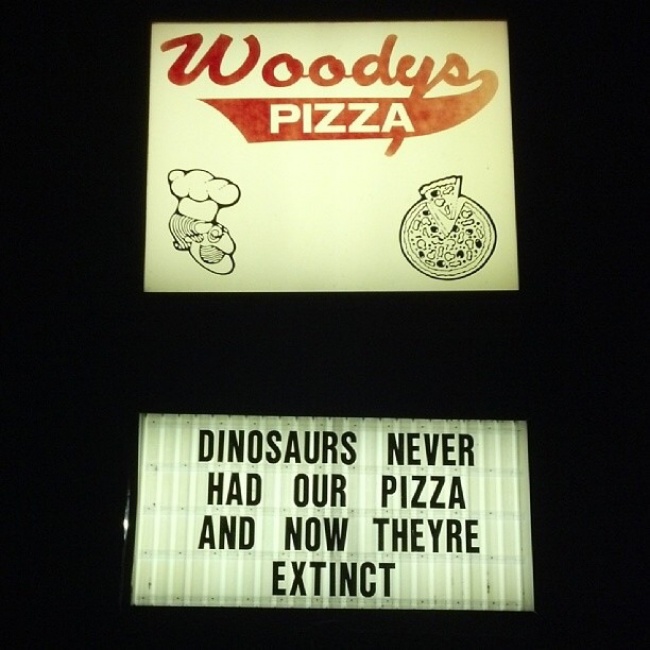 Woodys
PIZZA
DINOSAURS NEVER
HAD OUR PIZZA
AND NOW THEYRE
EXTINCT